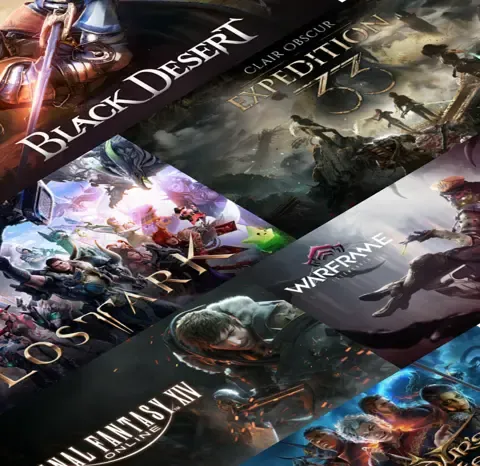 BLACK DESERT
CLAIR OBSCUR
EXPEDITION
33
LOST ARK
WARFRAME
FINAL FANTASY XIV
ONLINE